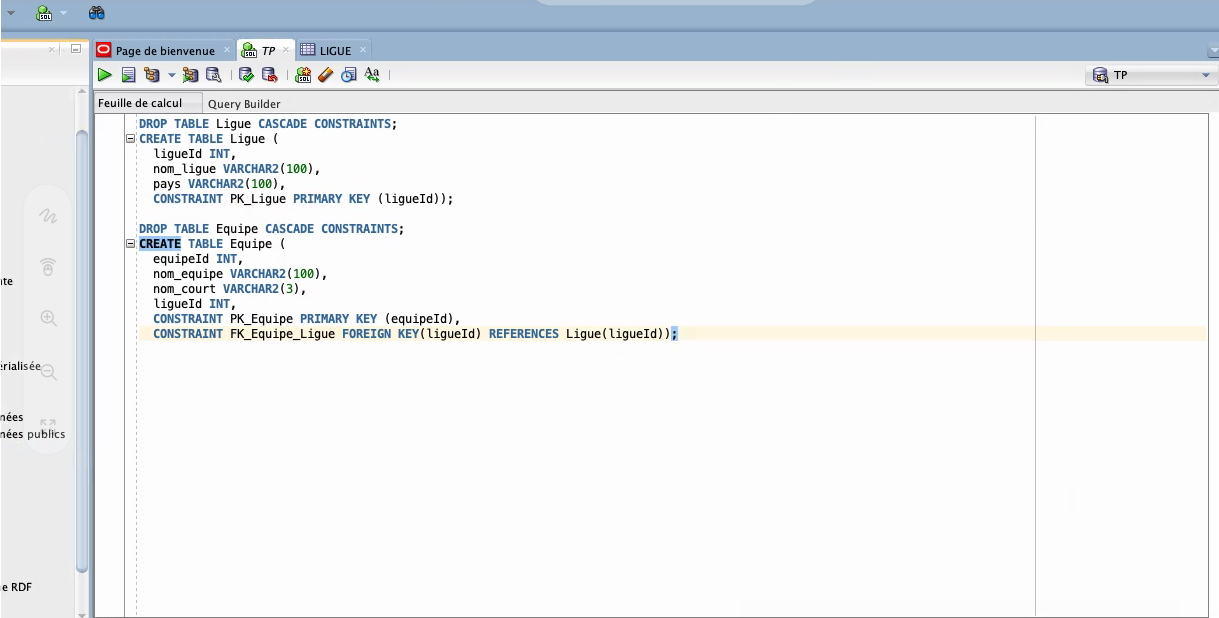 SQL
Page de bienvenue
TP
LIGUE
TP
Feuille de calcul
Query Builder
DROP TABLE Ligue CASCADE CONSTRAINTS;
CREATE TABLE Ligue (
ligueId INT,
nom_ligue VARCHAR2(100),
pays VARCHAR2(100),
CONSTRAINT PK_Ligue PRIMARY KEY (ligueId));
DROP TABLE Equipe CASCADE CONSTRAINTS;
CREATE TABLE Equipe (
equipeId INT,
nom_equipe VARCHAR2(100),
nom_court VARCHAR2(3),
ligueId INT,
CONSTRAINT PK_Equipe PRIMARY KEY (equipeId),
CONSTRAINT FK_Equipe_Ligue FOREIGN KEY(ligueId) REFERENCES Ligue(ligueId));
nte
érialisée
nées
nées publics
e RDF